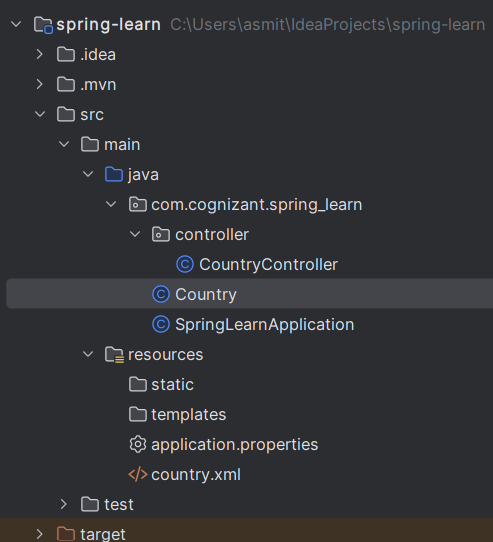 spring-learn C:\Users\asmit\IdeaProjects\spring-learn
.idea
.mvn
src
main
java
com.cognizant.spring_learn
controller
CountryController
Country
SpringLearnApplication
resources
static
templates
application.properties
country.xml
test
target